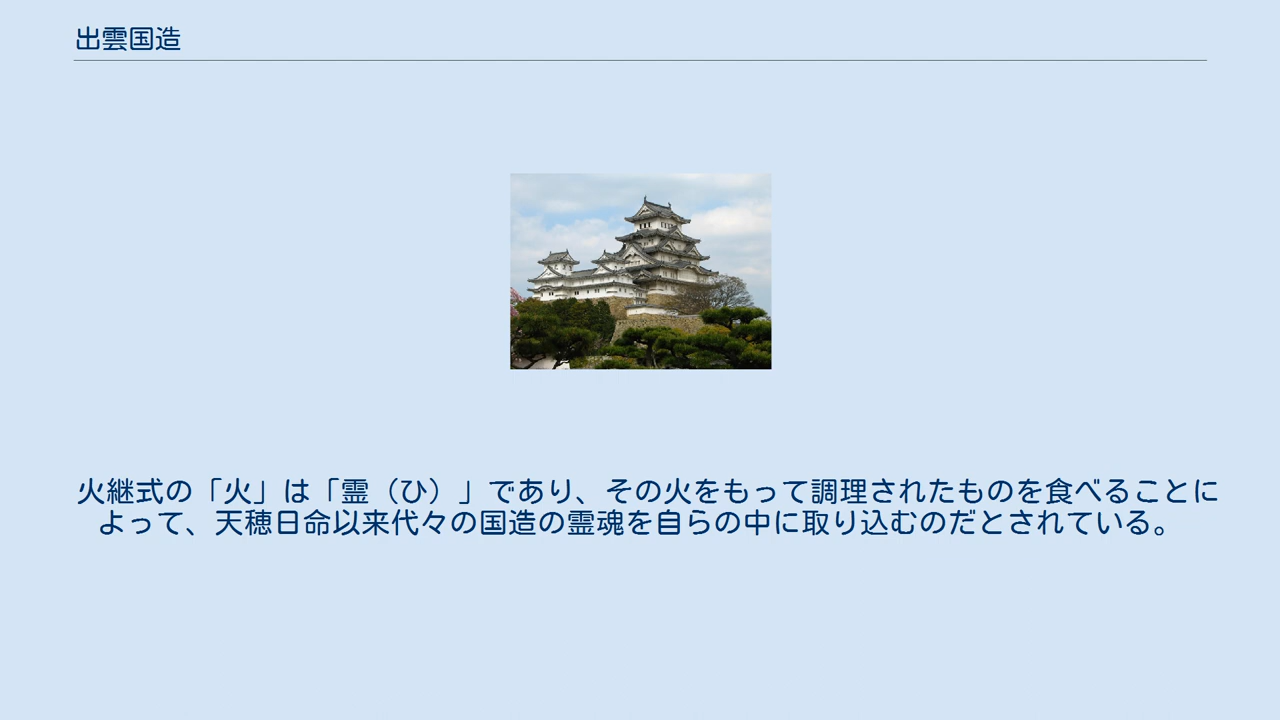 出雲国造
火継式の「火」は「霊（ひ）」であり、その火をもって調理されたものを食べることに
よって、天穂日命以来代々の国造の霊魂を自らの中に取り込むのだとされている。